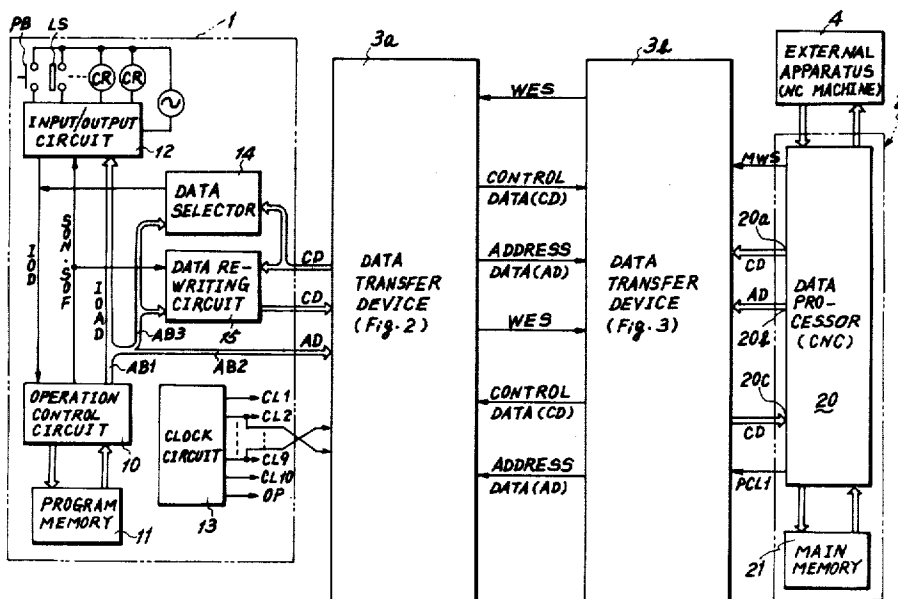 PB
LS
1
CR
CR
INPUT/OUTPUT
CIRCUIT
12
14
DATA
SELECTOR
DATA RE-
WRITING
CIRCUIT
15
IOD
SON·SOF
IOAD
AB3
AB1
AB2
CD
CD
AD
OPERATION
CONTROL
CIRCUIT
10
PROGRAM
MEMORY
11
CLOCK
CIRCUIT
13
CL1
CL2
CL9
CL10
OP
3a
DATA
TRANSFER
DEVICE
(Fig. 2)
WES
CONTROL
DATA(CD)
ADDRESS
DATA(AD)
WES
CONTROL
DATA(CD)
ADDRESS
DATA(AD)
3b
DATA
TRANSFER
DEVICE
(Fig. 3)
4
EXTERNAL
APPARATUS
(NC MACHINE)
2
MWS
20a
CD
AD
20b
20c
CD
PCL1
DATA
PRO-
CESSOR
(CNC)
20
21
MAIN
MEMORY